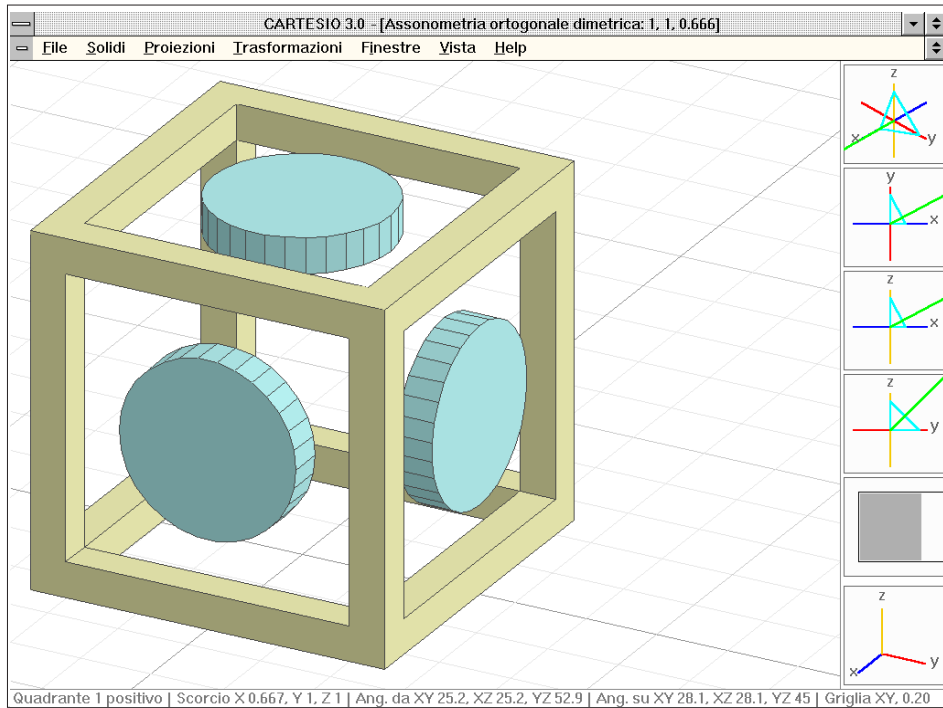 CARTESIO 3.0 - [Assonometria ortogonale dimetrica: 1, 1, 0.666]
File Solidi Proiezioni Trasformazioni Finestre Vista Help
z
x y
y
x
z
x
z
y
z
x y
Quadrante 1 positivo | Scorcio X 0.667, Y 1, Z 1 | Ang. da XY 25.2, XZ 25.2, YZ 52.9 | Ang. su XY 28.1, XZ 28.1, YZ 45 | Griglia XY, 0.20